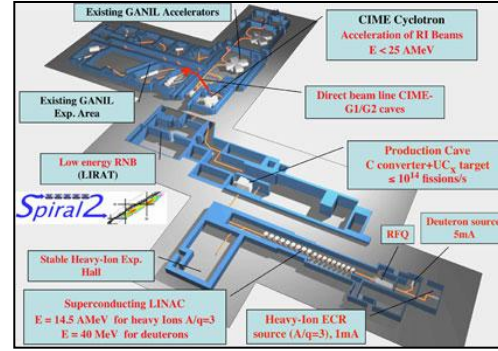 Existing GANIL Accelerators
CIME Cyclotron
Acceleration of RI Beams
E < 25 AMeV
Existing GANIL
Exp. Area
Direct beam line CIME-
G1/G2 caves
Low energy RNB
(LIRAT)
Production Cave
C converter+UCx target
≤ 10¹⁴ fissions/s
Spiral2
Stable Heavy-Ion Exp.
Hall
RFQ
Deuteron source
5mA
Superconducting LINAC
E = 14.5 AMeV for heavy Ions A/q=3
E = 40 MeV for deuterons
Heavy-Ion ECR
source (A/q=3), 1mA